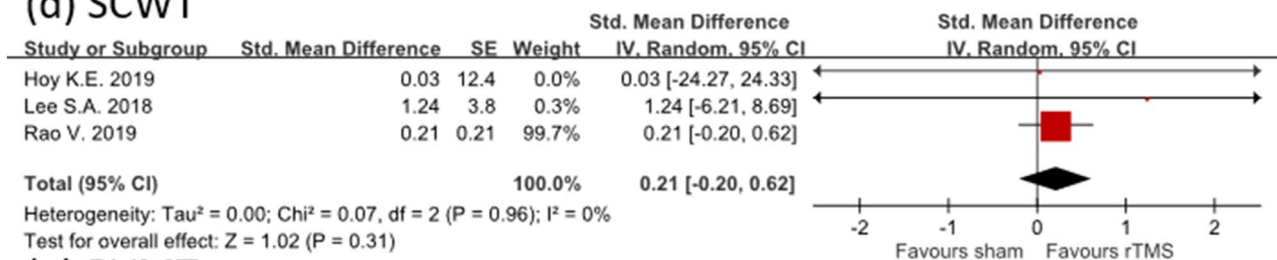 (d) SCWT
Std. Mean Difference Std. Mean Difference
Study or Subgroup Std. Mean Difference SE Weight IV, Random, 95% CI IV, Random, 95% CI
Hoy K.E. 2019 0.03 12.4 0.0% 0.03 [-24.27, 24.33]
Lee S.A. 2018 1.24 3.8 0.3% 1.24 [-6.21, 8.69]
Rao V. 2019 0.21 0.21 99.7% 0.21 [-0.20, 0.62]
Total (95% CI) 100.0% 0.21 [-0.20, 0.62]
Heterogeneity: Tau² = 0.00; Chi² = 0.07, df = 2 (P = 0.96); I² = 0%
Test for overall effect: Z = 1.02 (P = 0.31)
-2 -1 0 1 2
Favours sham Favours rTMS